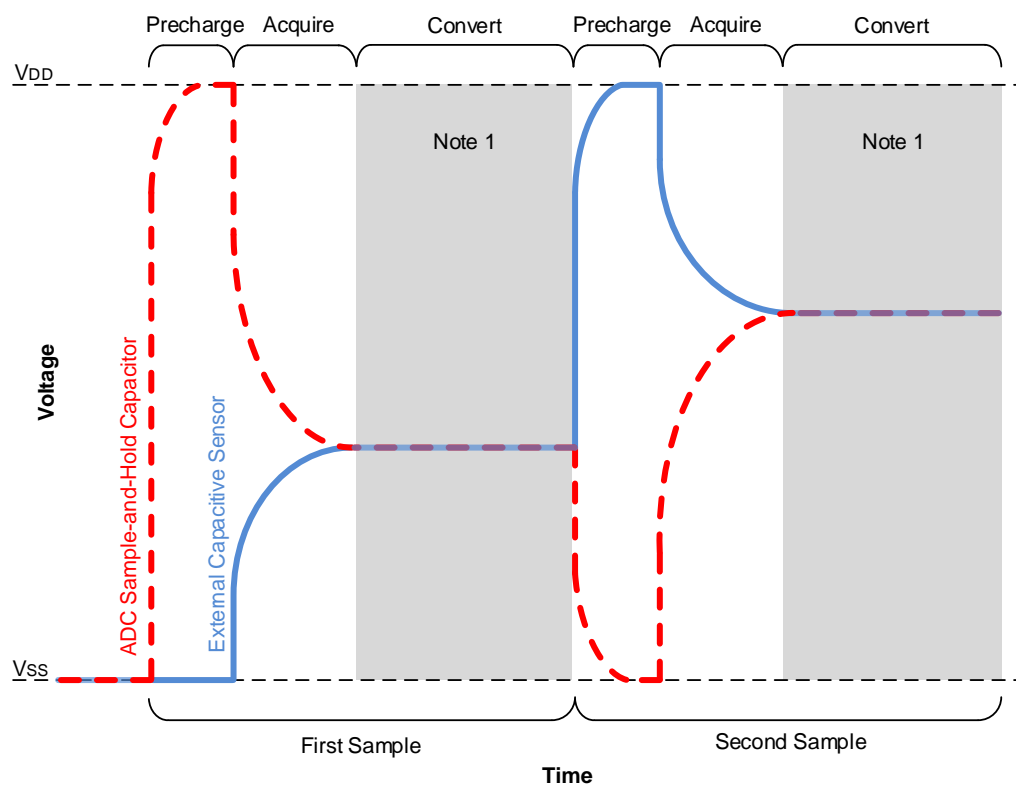 Precharge Acquire Convert Precharge Acquire Convert
VDD
Note 1 Note 1
Voltage
ADC Sample-and-Hold Capacitor
External Capacitive Sensor
VSS
First Sample Second Sample
Time